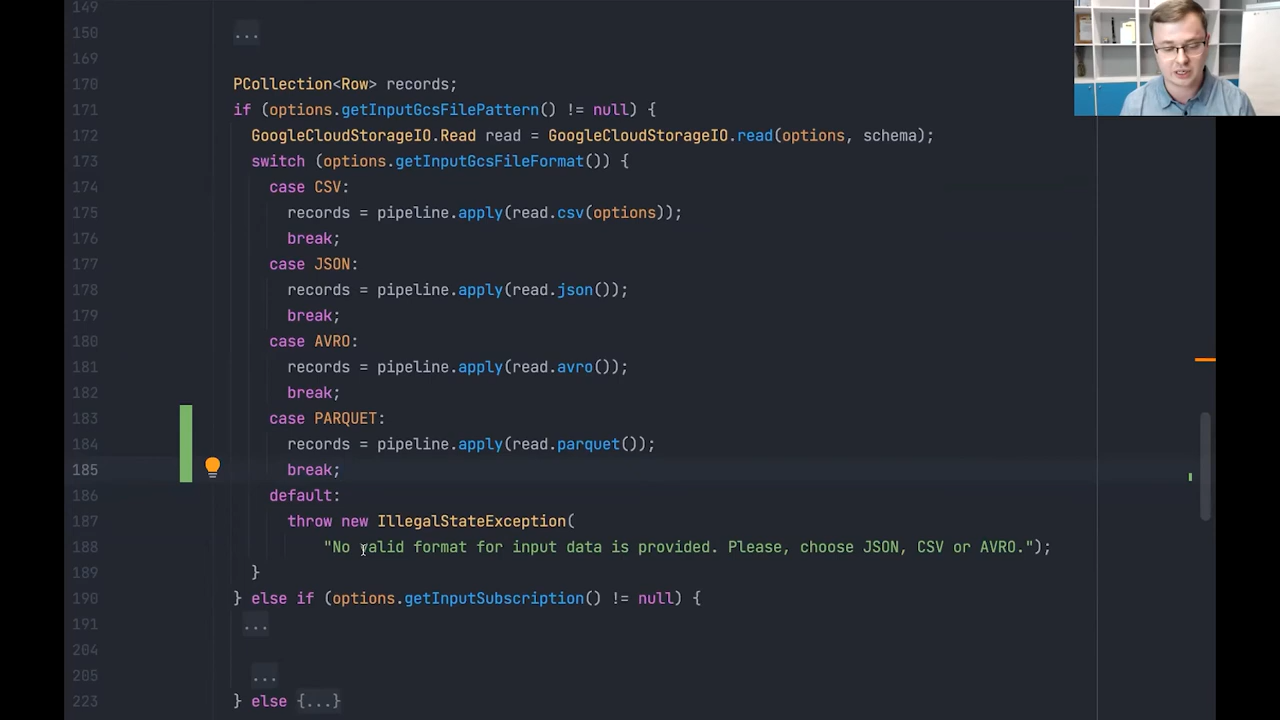 149
150 ...
169
170 PCollection<Row> records;
171 if (options.getInputGcsFilePattern() != null) {
172 GoogleCloudStorageIO.Read read = GoogleCloudStorageIO.read(options, schema);
173 switch (options.getInputGcsFileFormat()) {
174 case CSV:
175 records = pipeline.apply(read.csv(options));
176 break;
177 case JSON:
178 records = pipeline.apply(read.json());
179 break;
180 case AVRO:
181 records = pipeline.apply(read.avro());
182 break;
183 case PARQUET:
184 records = pipeline.apply(read.parquet());
185 break;
186 default:
187 throw new IllegalStateException(
188 "No valid format for input data is provided. Please, choose JSON, CSV or AVRO.");
189 }
190 } else if (options.getInputSubscription() != null) {
191 ...
204
205 ...
223 } else {...}